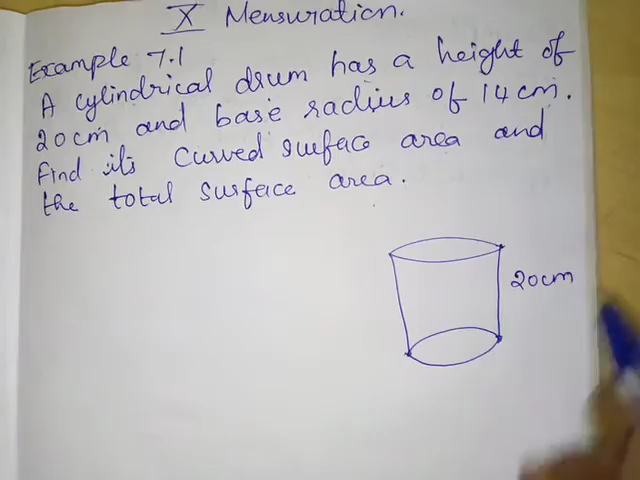 X Mensuration.
Example 7.1
A cylindrical drum has a height of
20cm and base radius of 14cm.
Find its curved surface area and
the total surface area.
20cm